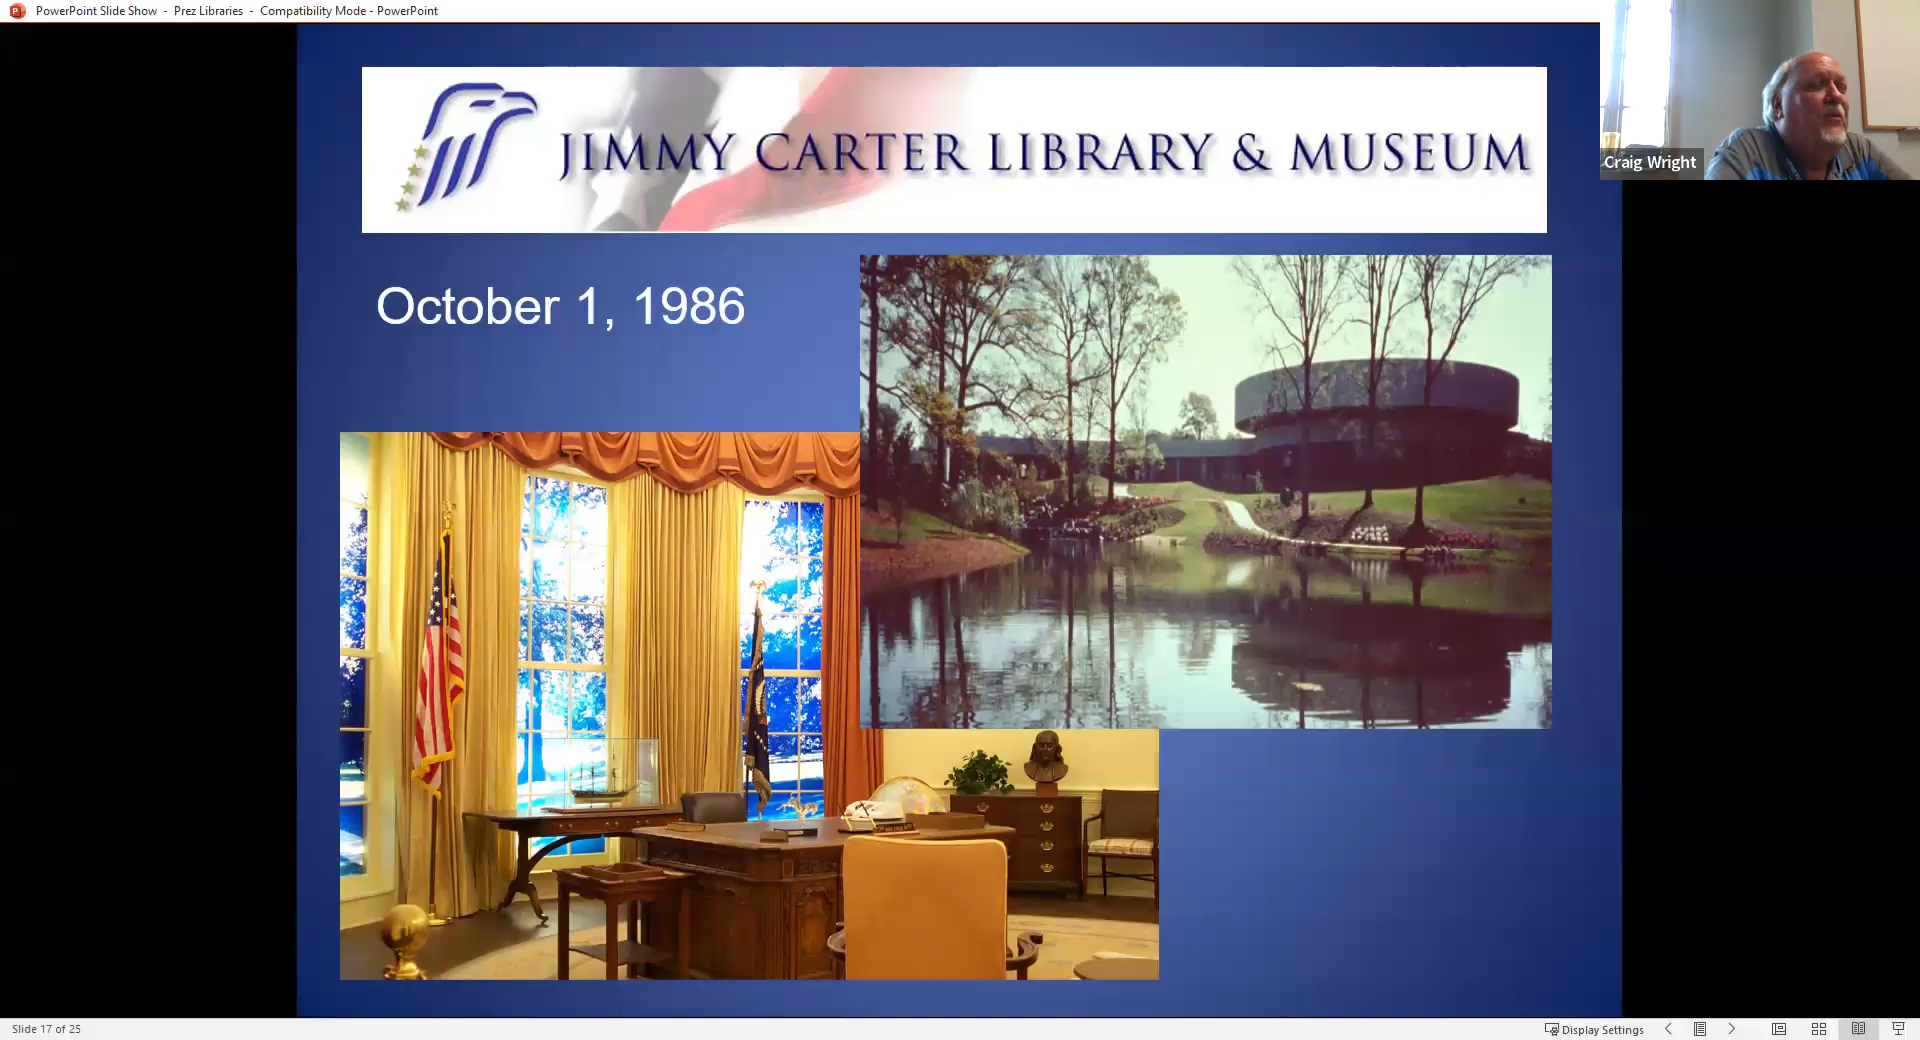 PowerPoint Slide Show - Prez Libraries - Compatibility Mode - PowerPoint
JIMMY CARTER LIBRARY & MUSEUM
Craig Wright
October 1, 1986
Slide 17 of 25
Display Settings